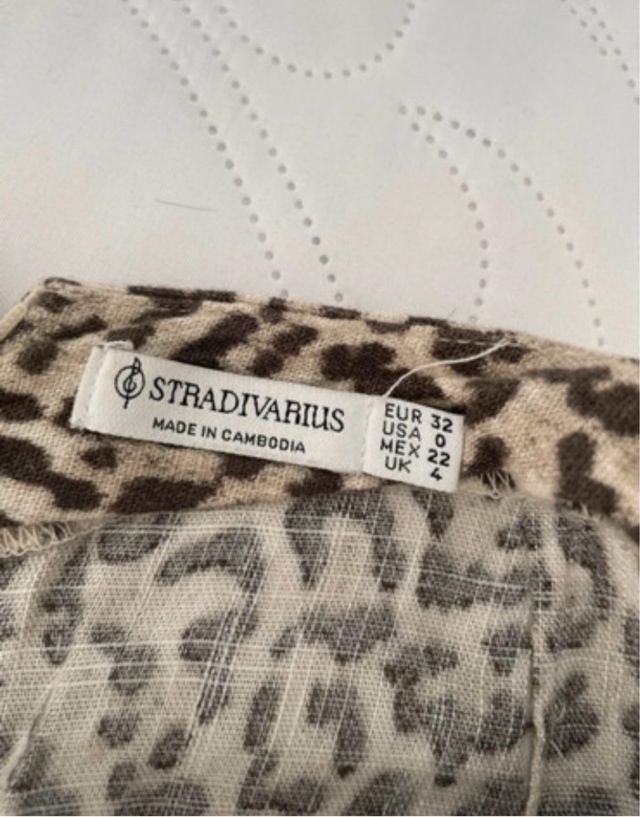 STRADIVARIUS
MADE IN CAMBODIA
EUR 32
USA 0
MEX 22
UK 4